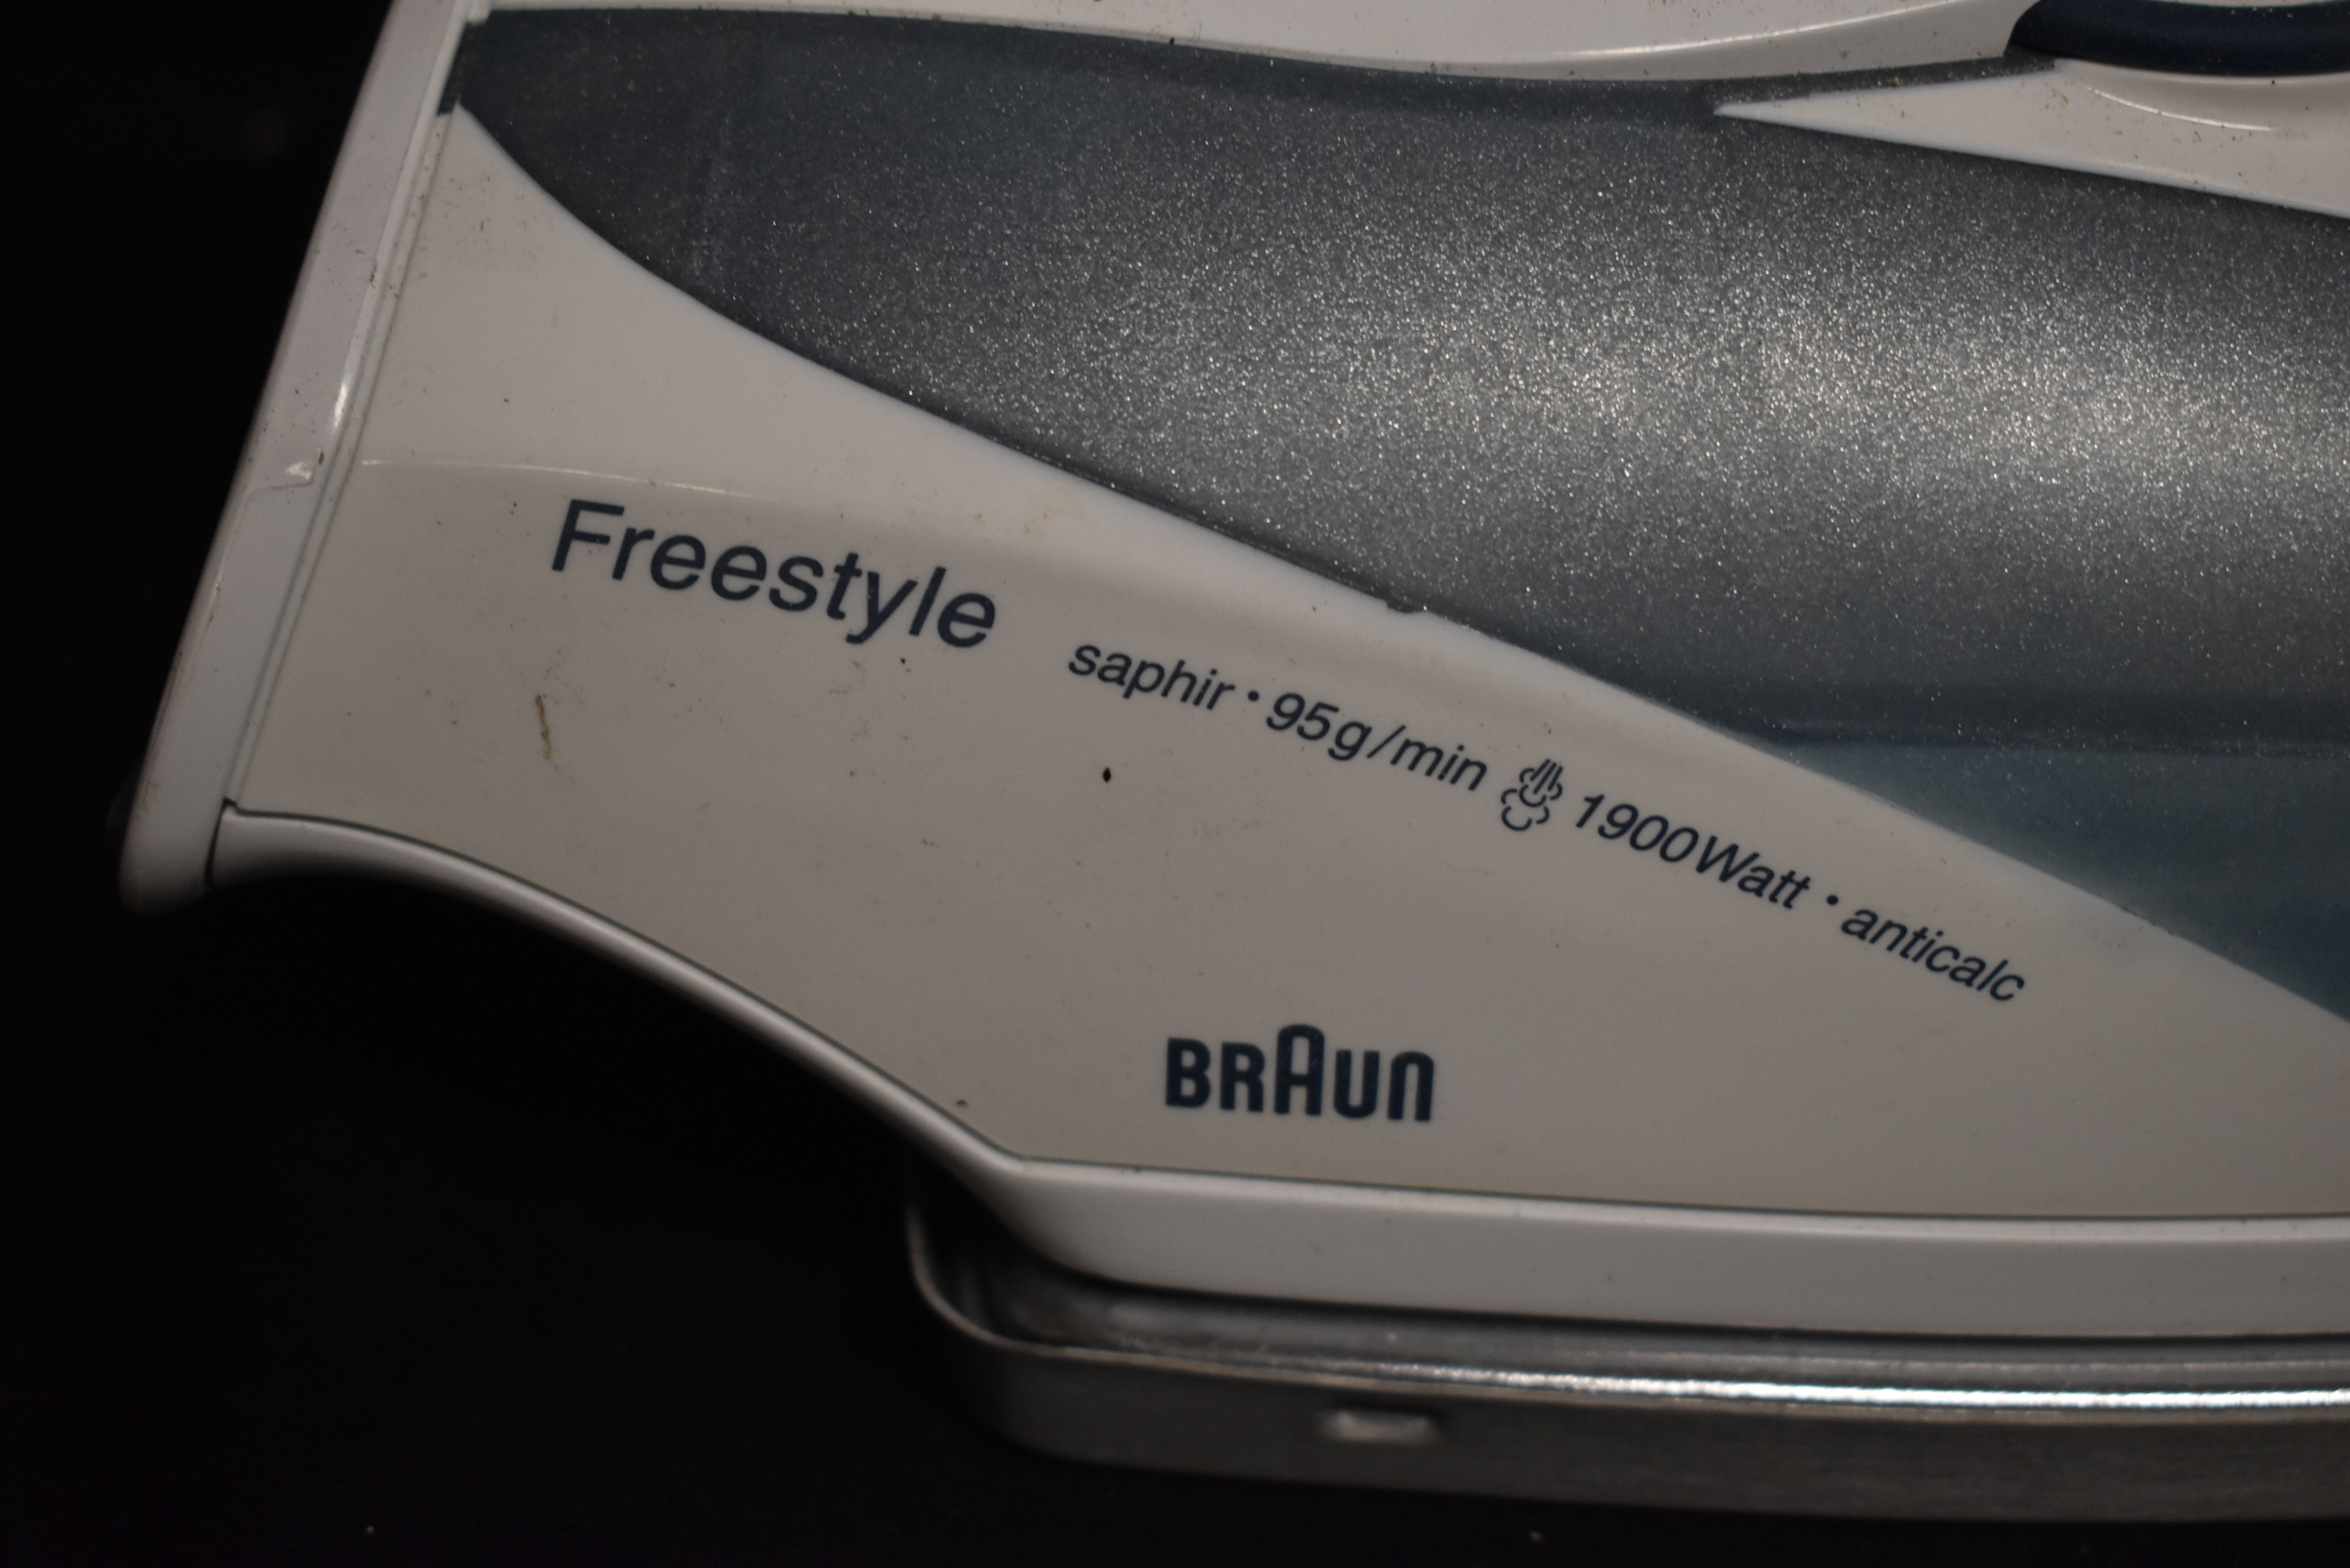 Freestyle
saphir · 95g/min 1900Watt · anticalc
BRAUN